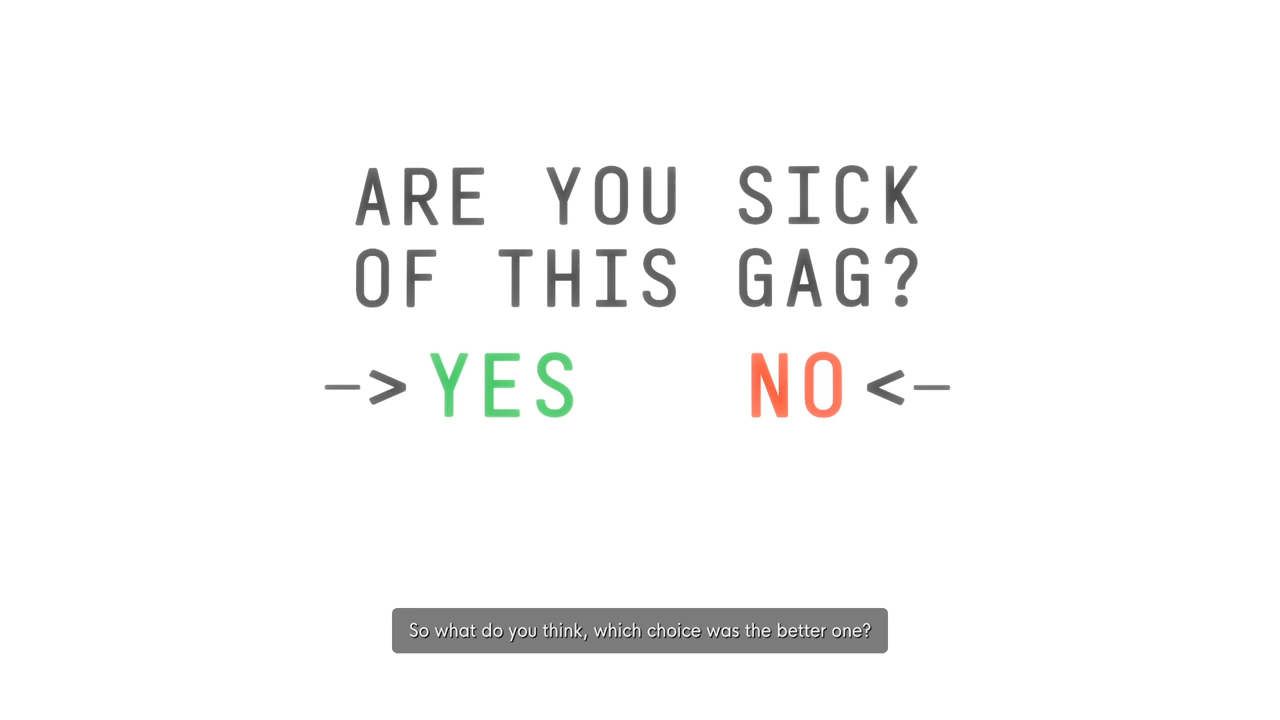 ARE YOU SICK
OF THIS GAG?
—> YES NO <—
So what do you think, which choice was the better one?